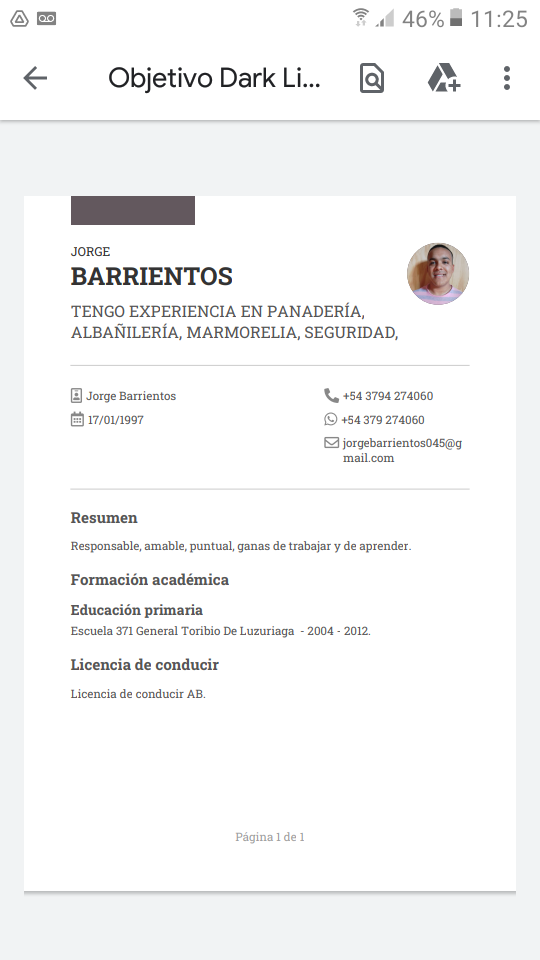 46% 11:25
Objetivo Dark Li...
JORGE
BARRIENTOS
TENGO EXPERIENCIA EN PANADERÍA,
ALBAÑILERÍA, MARMORELIA, SEGURIDAD,
Jorge Barrientos
+54 3794 274060
17/01/1997
+54 379 274060
jorgebarrientos045@g
mail.com
Resumen
Responsable, amable, puntual, ganas de trabajar y de aprender.
Formación académica
Educación primaria
Escuela 371 General Toribio De Luzuriaga - 2004 - 2012.
Licencia de conducir
Licencia de conducir AB.
Página 1 de 1